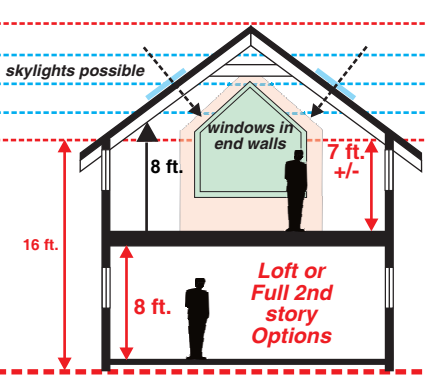 skylights possible
windows in
end walls
8 ft.
7 ft.
+/-
16 ft.
8 ft.
Loft or
Full 2nd
story
Options